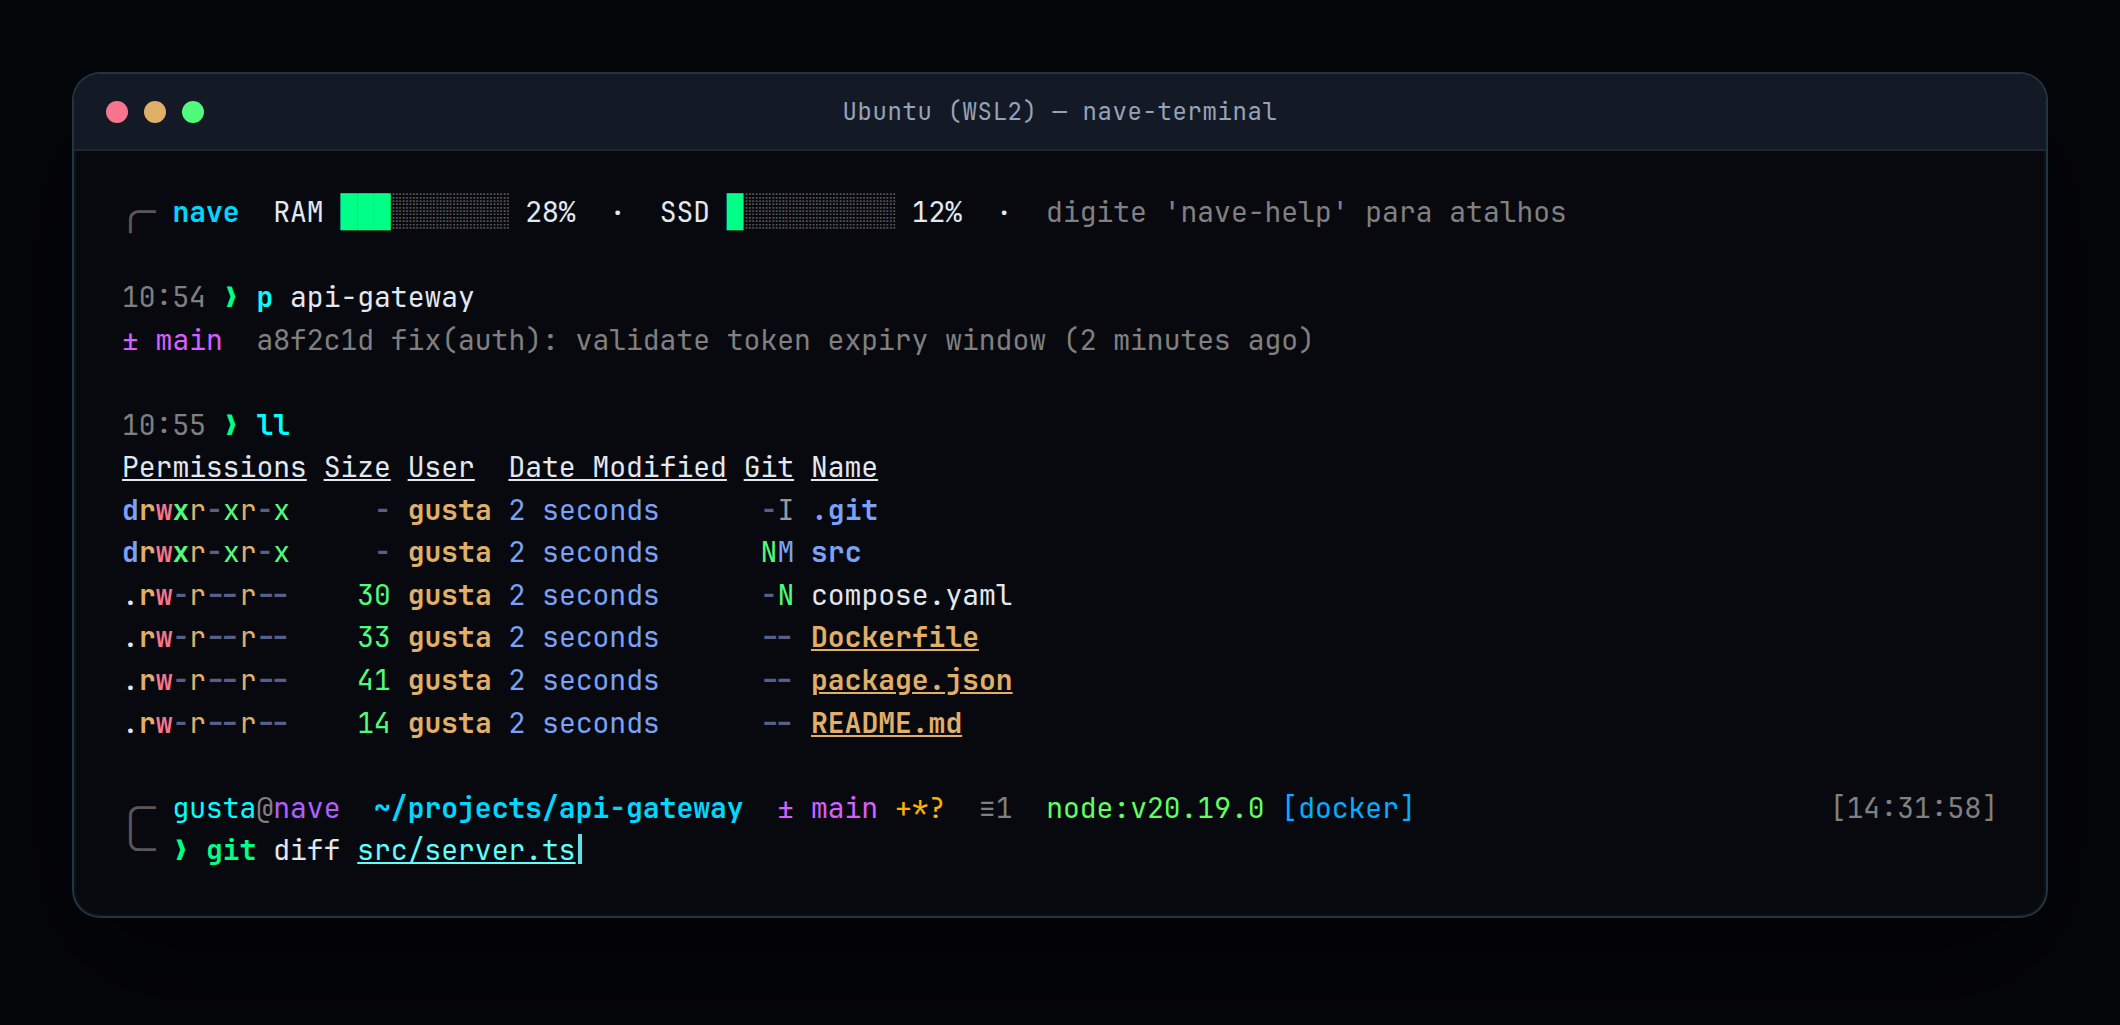 Ubuntu (WSL2) — nave-terminal
╭─ nave  RAM ███░░░░░░░ 28%  ·  SSD █░░░░░░░░░ 12%  ·  digite 'nave-help' para atalhos
10:54 ❯ p api-gateway
± main  a8f2c1d fix(auth): validate token expiry window (2 minutes ago)
10:55 ❯ ll
Permissions Size User  Date Modified Git Name
drwxr-xr-x     - gusta 2 seconds      -I .git
drwxr-xr-x     - gusta 2 seconds      NM src
.rw-r--r--    30 gusta 2 seconds      -N compose.yaml
.rw-r--r--    33 gusta 2 seconds      -- Dockerfile
.rw-r--r--    41 gusta 2 seconds      -- package.json
.rw-r--r--    14 gusta 2 seconds      -- README.md
╭─ gusta@nave  ~/projects/api-gateway  ± main +*?  ≡1  node:v20.19.0 [docker] [14:31:58]
╰─ ❯ git diff src/server.ts